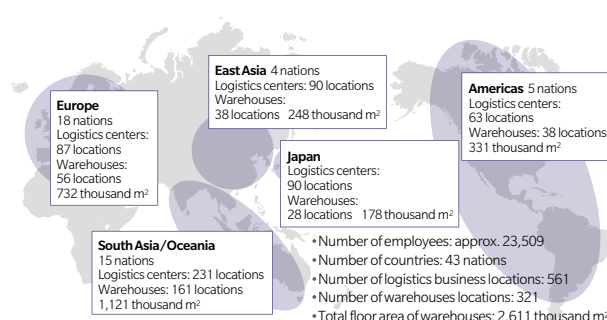 East Asia 4 nations
Logistics centers: 90 locations
Warehouses:
38 locations 248 thousand m²
Americas 5 nations
Logistics centers:
63 locations
Warehouses: 38 locations
331 thousand m²
Europe
18 nations
Logistics centers:
87 locations
Warehouses:
56 locations
732 thousand m²
Japan
Logistics centers:
90 locations
Warehouses:
28 locations 178 thousand m²
South Asia/Oceania
15 nations
Logistics centers: 231 locations
Warehouses: 161 locations
1,121 thousand m²
•Number of employees: approx. 23,509
•Number of countries: 43 nations
•Number of logistics business locations: 561
•Number of warehouses locations: 321
•Total floor area of warehouses: 2,611 thousand m²